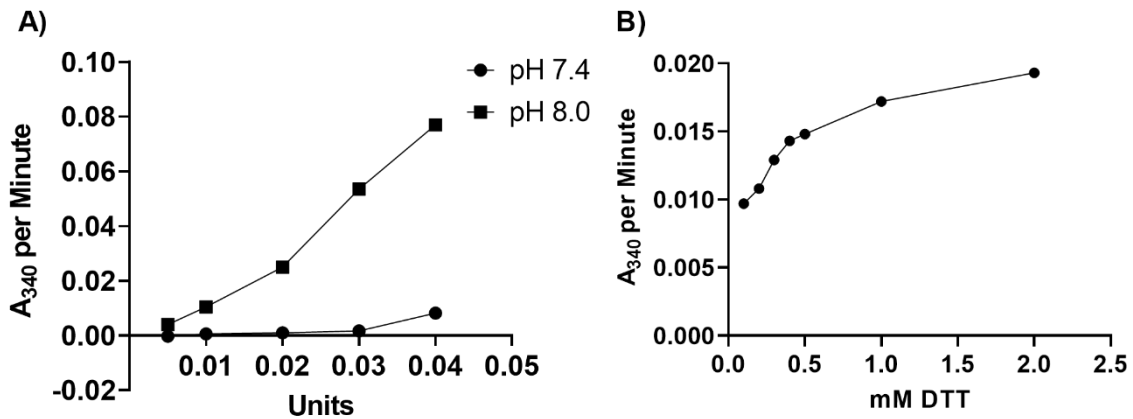 A)
0.10
0.08
0.06
0.04
0.02
0.00
-0.02
A340 per Minute
0.01 0.02 0.03 0.04 0.05
Units
pH 7.4
pH 8.0
B)
0.020
0.015
0.010
0.005
0.000
A340 per Minute
0.0 0.5 1.0 1.5 2.0 2.5
mM DTT